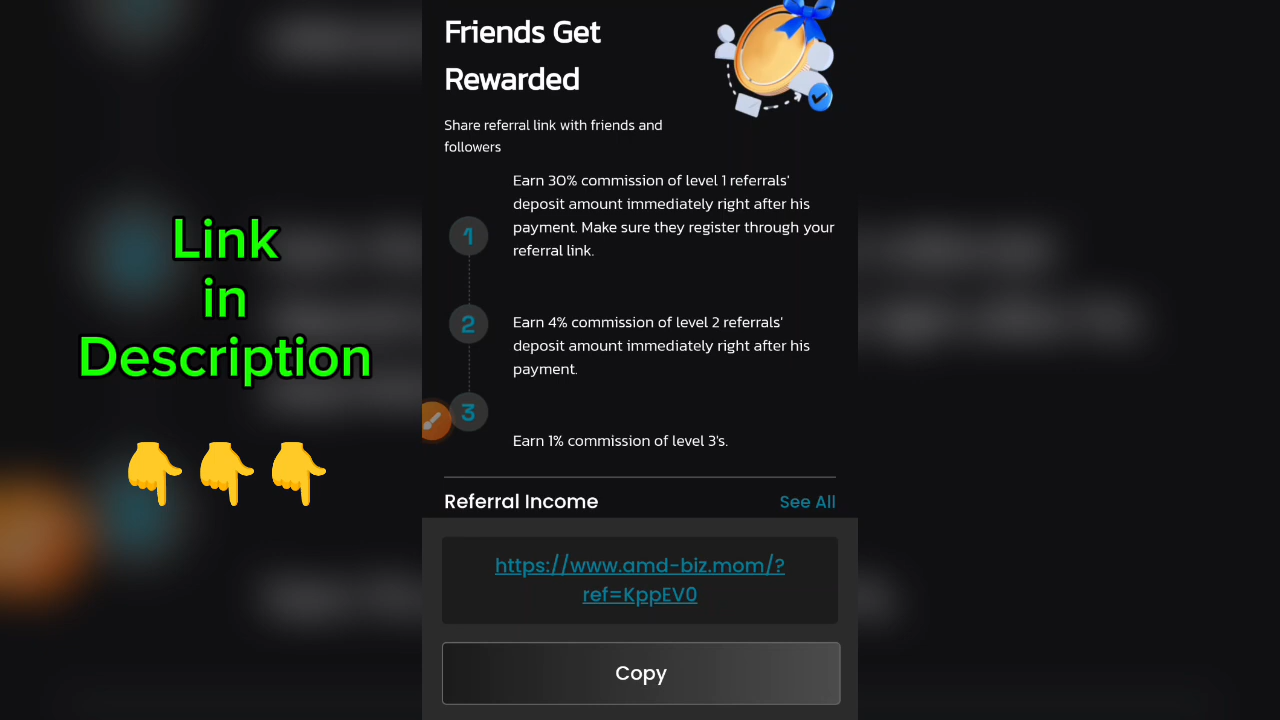 Link
in
Description
Friends Get
Rewarded
Share referral link with friends and
followers
1
Earn 30% commission of level 1 referrals'
deposit amount immediately right after his
payment. Make sure they register through your
referral link.
2
Earn 4% commission of level 2 referrals'
deposit amount immediately right after his
payment.
3
Earn 1% commission of level 3's.
Referral Income
See All
https://www.amd-biz.mom/?
ref=KppEV0
Copy